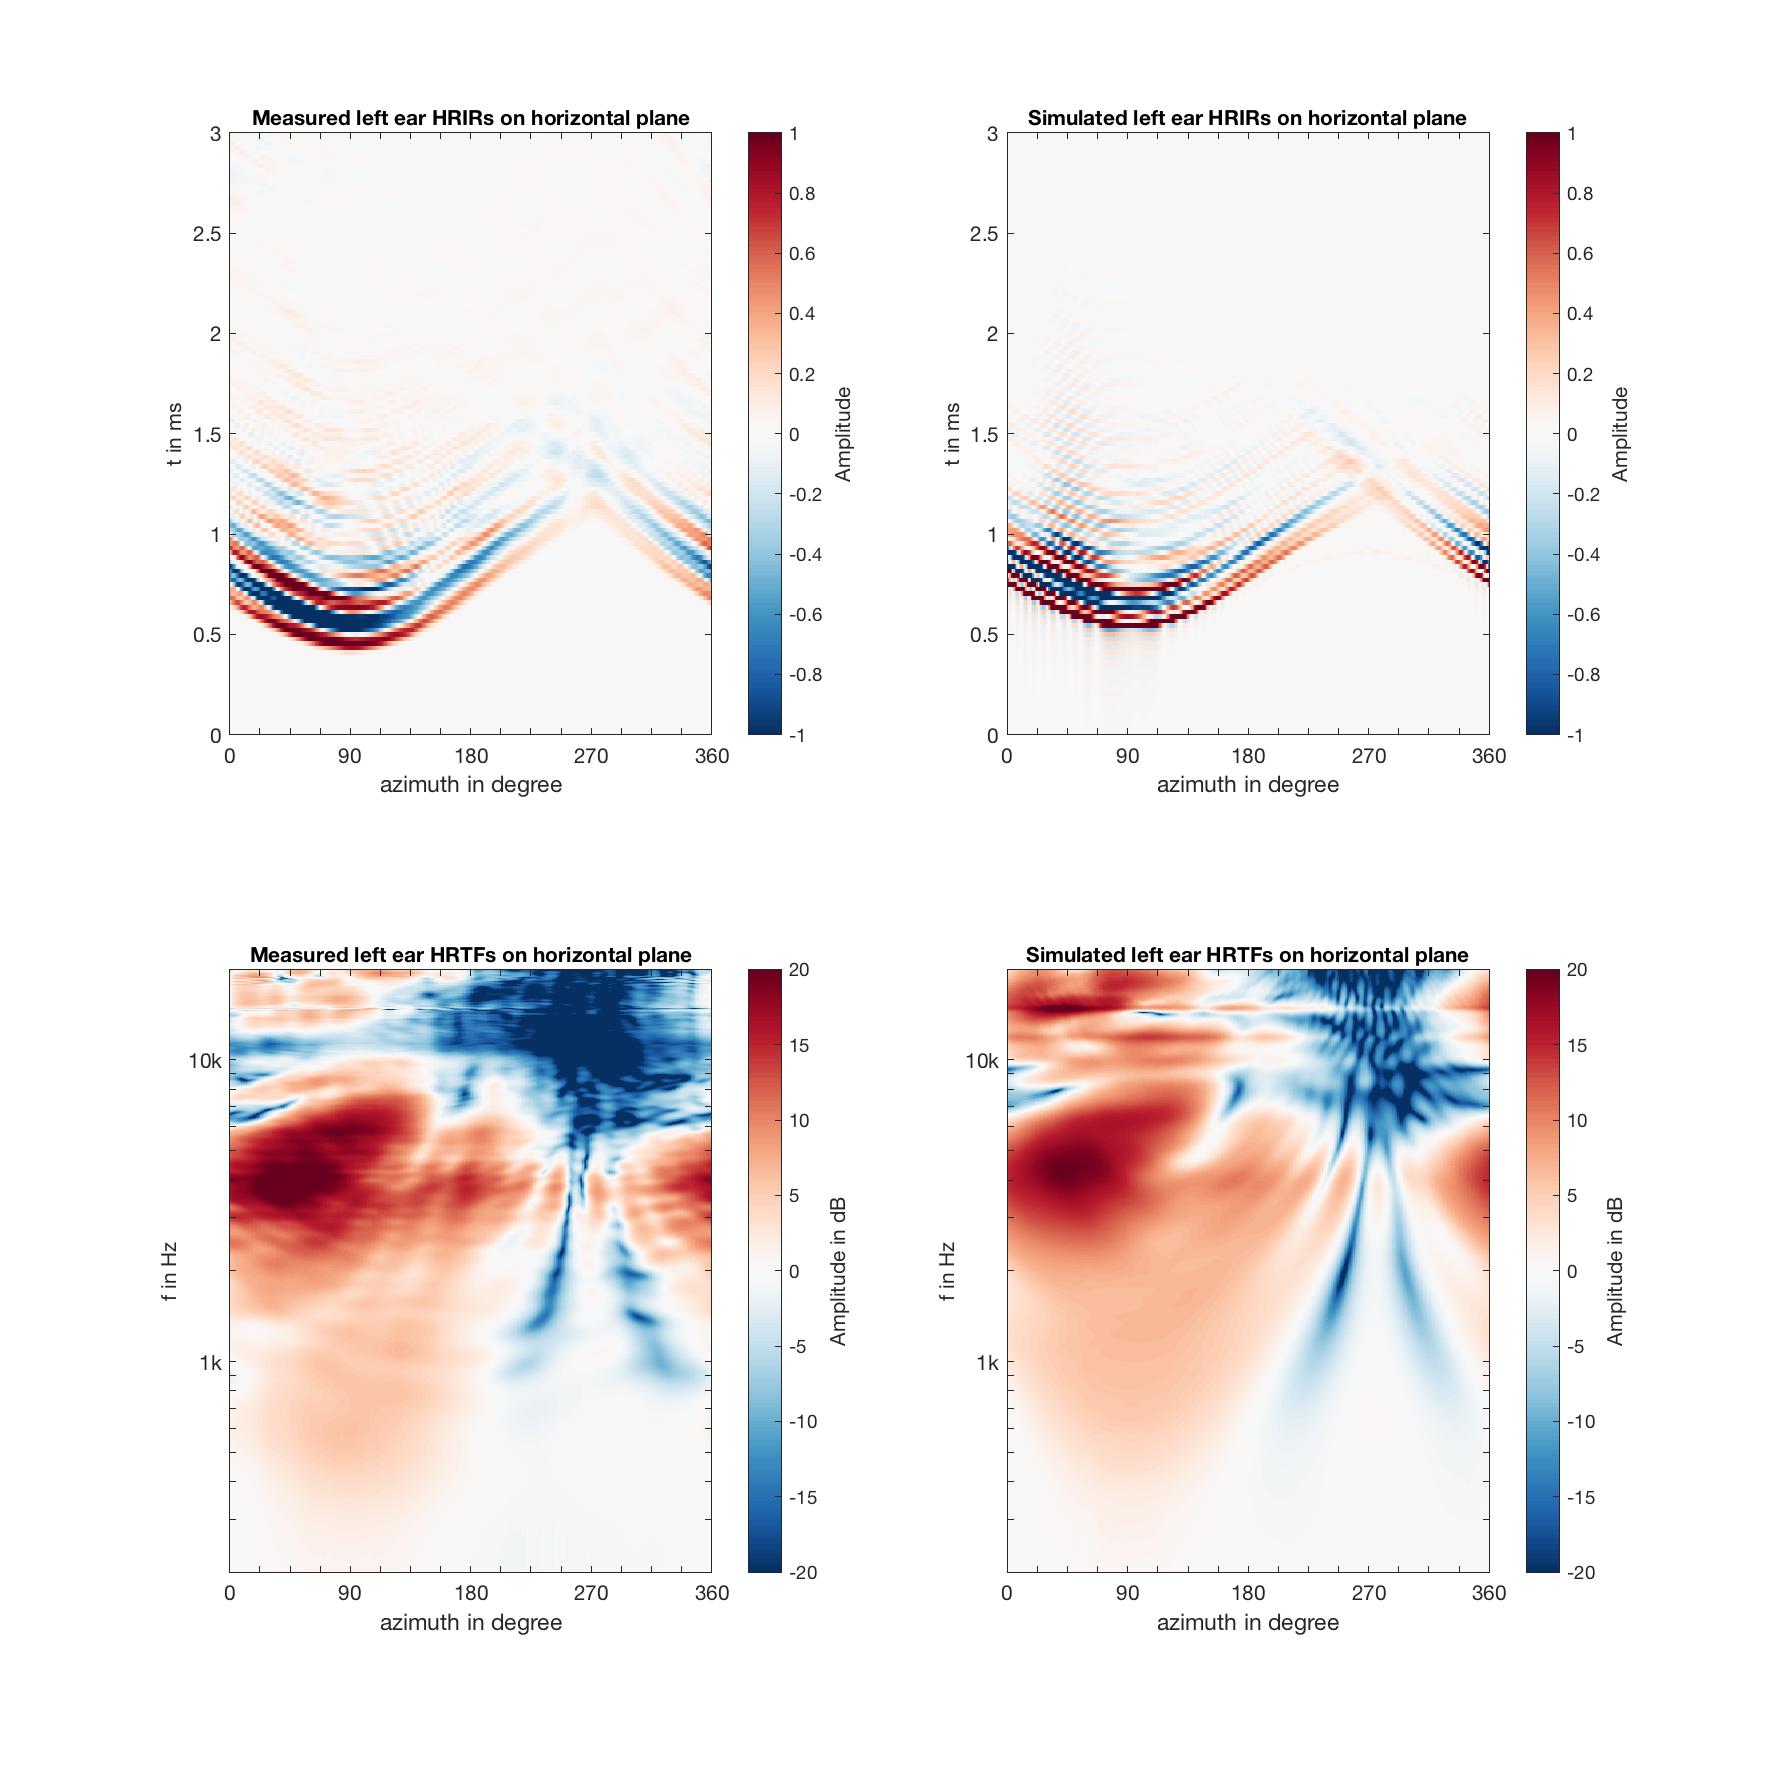 Measured left ear HRIRs on horizontal plane
3
2.5
2
1.5
1
0.5
0
t in ms
0 90 180 270 360
azimuth in degree
1
0.8
0.6
0.4
0.2
0
-0.2
-0.4
-0.6
-0.8
-1
Amplitude
Simulated left ear HRIRs on horizontal plane
3
2.5
2
1.5
1
0.5
0
t in ms
0 90 180 270 360
azimuth in degree
1
0.8
0.6
0.4
0.2
0
-0.2
-0.4
-0.6
-0.8
-1
Amplitude
Measured left ear HRTFs on horizontal plane
10k
1k
f in Hz
0 90 180 270 360
azimuth in degree
20
15
10
5
0
-5
-10
-15
-20
Amplitude in dB
Simulated left ear HRTFs on horizontal plane
10k
1k
f in Hz
0 90 180 270 360
azimuth in degree
20
15
10
5
0
-5
-10
-15
-20
Amplitude in dB